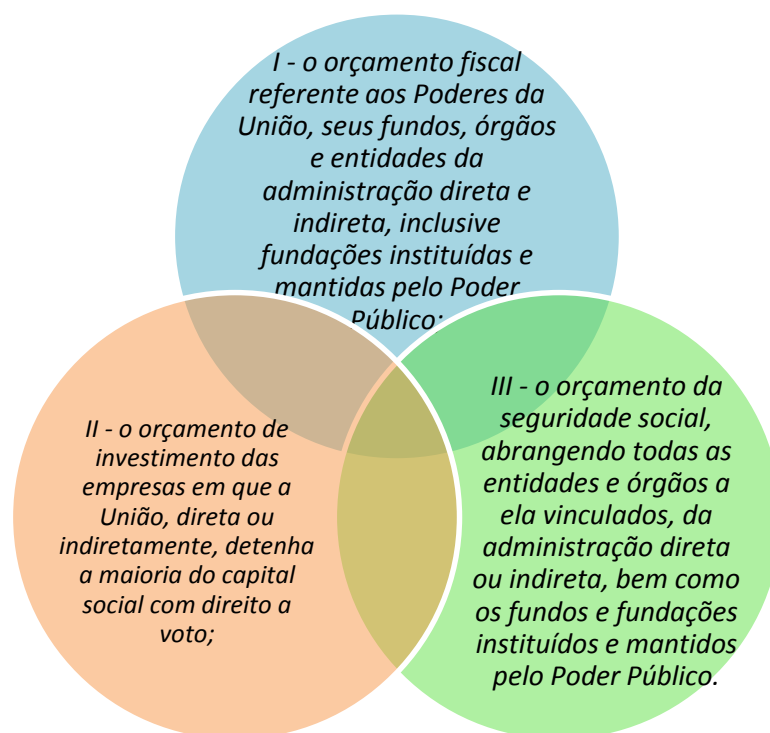 I - o orçamento fiscal
referente aos Poderes da
União, seus fundos, órgãos
e entidades da
administração direta e
indireta, inclusive
fundações instituídas e
mantidas pelo Poder
Público;
II - o orçamento de
investimento das
empresas em que a
União, direta ou
indiretamente, detenha
a maioria do capital
social com direito a
voto;
III - o orçamento da
seguridade social,
abrangendo todas as
entidades e órgãos a
ela vinculados, da
administração direta
ou indireta, bem como
os fundos e fundações
instituídos e mantidos
pelo Poder Público.